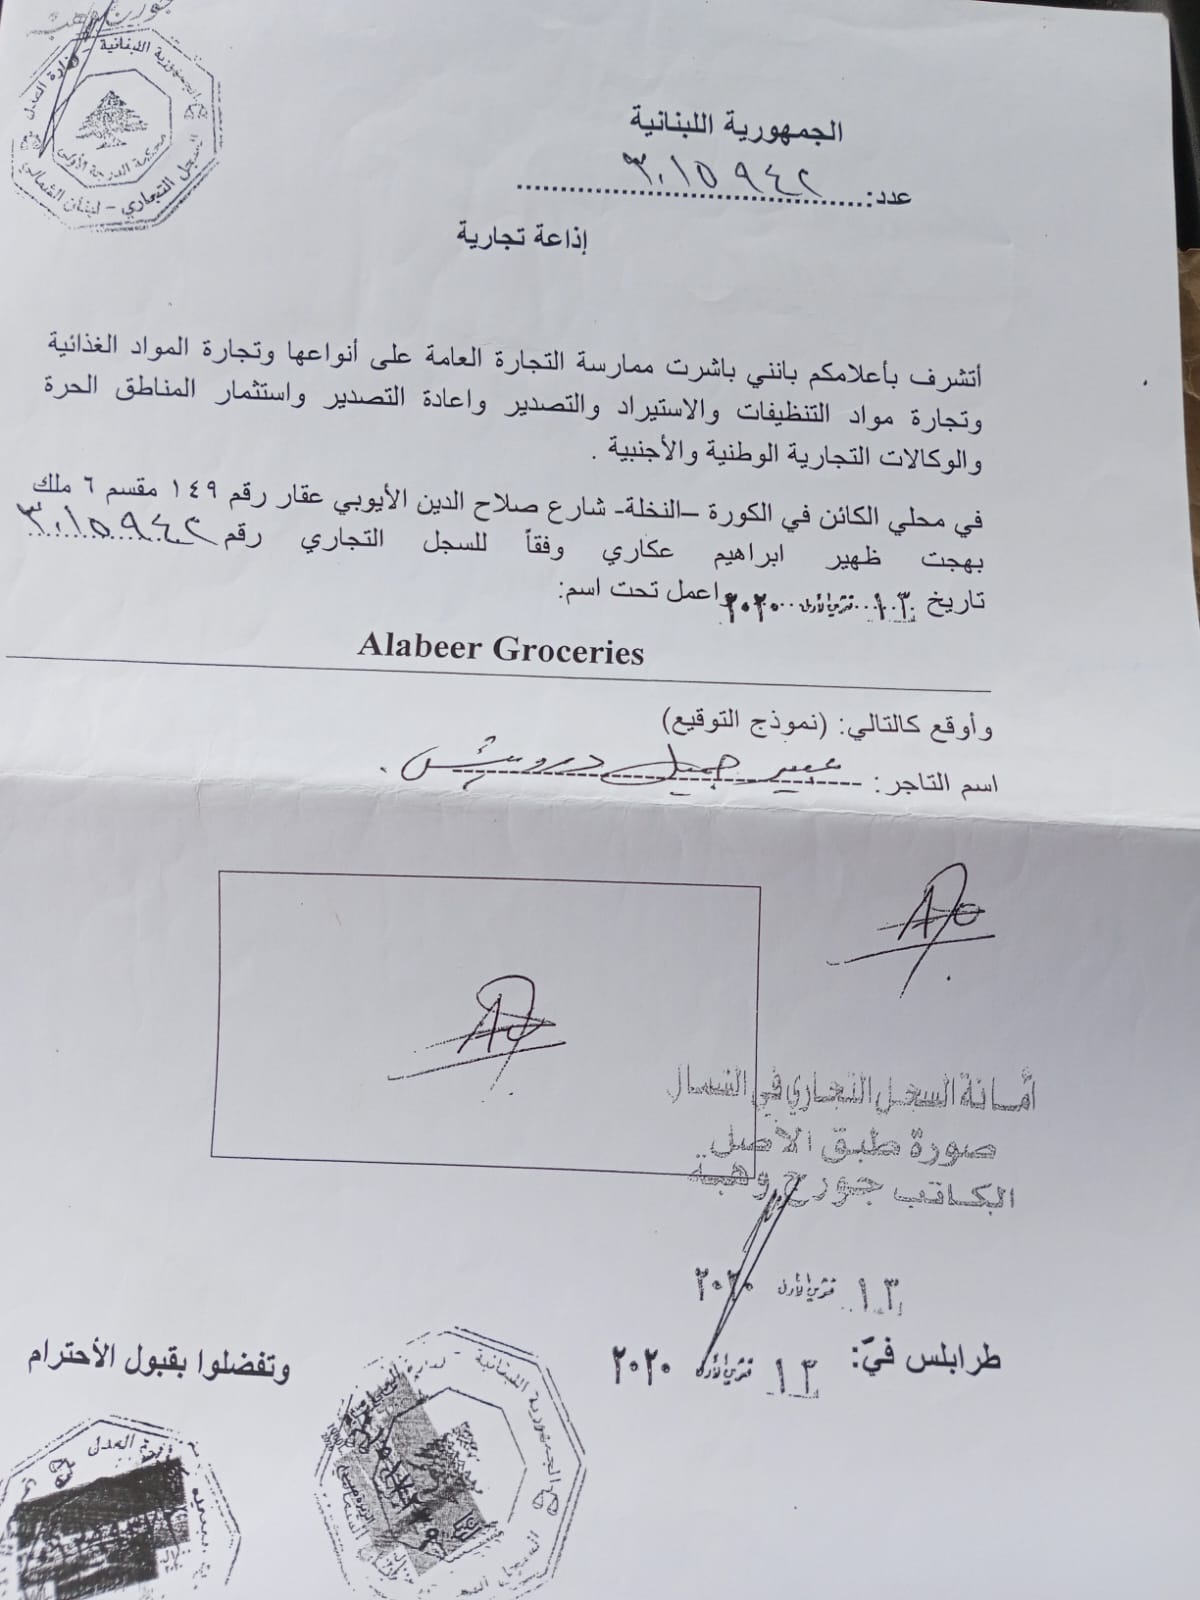 جورج وهبة
الجمهورية اللبنانية - وزارة العدل
محكمة الدرجة الأولى
السجل التجاري - لبنان الشمالي
الجمهورية اللبنانية
عدد: ٣٠١٥٩٤٢
إذاعة تجارية
أتشرف بأعلامكم بانني باشرت ممارسة التجارة العامة على أنواعها وتجارة المواد الغذائية
وتجارة مواد التنظيفات والاستيراد والتصدير واعادة التصدير واستثمار المناطق الحرة
والوكالات التجارية الوطنية والأجنبية .
في محلي الكائن في الكورة –النخلة- شارع صلاح الدين الأيوبي عقار رقم ١٤٩ مقسم ٦ ملك
بهجت ظهير ابراهيم عكاري وفقاً للسجل التجاري رقم ٣٠١٥٩٤٢
تاريخ ١٣ تشرين الأول ٢٠٢٠ واعمل تحت اسم:
Alabeer Groceries
وأوقع كالتالي: (نموذج التوقيع)
اسم التاجر: عبير جميل درويش
أمانة السجل التجاري في الشمال
صورة طبق الأصل
الكاتب جورج وهبة
١٣ تشرين الأول ٢٠٢٠
طرابلس فيّ: ١٣ تشرين الأول ٢٠٢٠
وتفضلوا بقبول الأحترام
الجمهورية اللبنانية - وزارة العدل
السجل
وزارة العدل